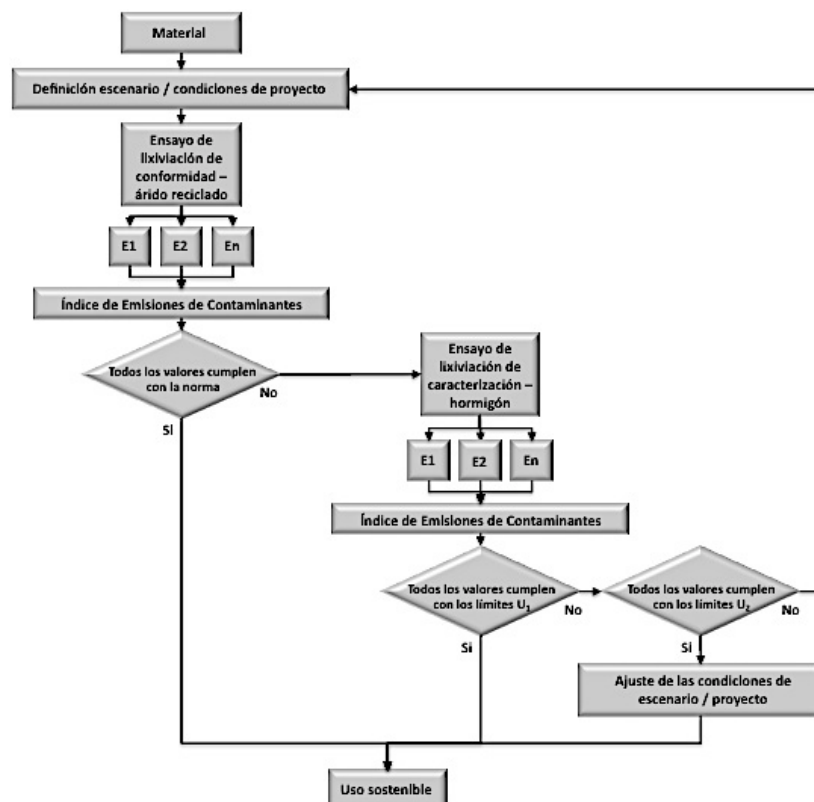 Material
Definición escenario / condiciones de proyecto
Ensayo de
lixiviación de
conformidad –
árido reciclado
E1 E2 En
Índice de Emisiones de Contaminantes
Todos los valores cumplen
con la norma
No
Si
Ensayo de
lixiviación de
caracterización –
hormigón
E1 E2 En
Índice de Emisiones de Contaminantes
Todos los valores cumplen
con los límites U₁
No
Si
Todos los valores cumplen
con los límites U₂
No
Si
Ajuste de las condiciones de
escenario / proyecto
Uso sostenible